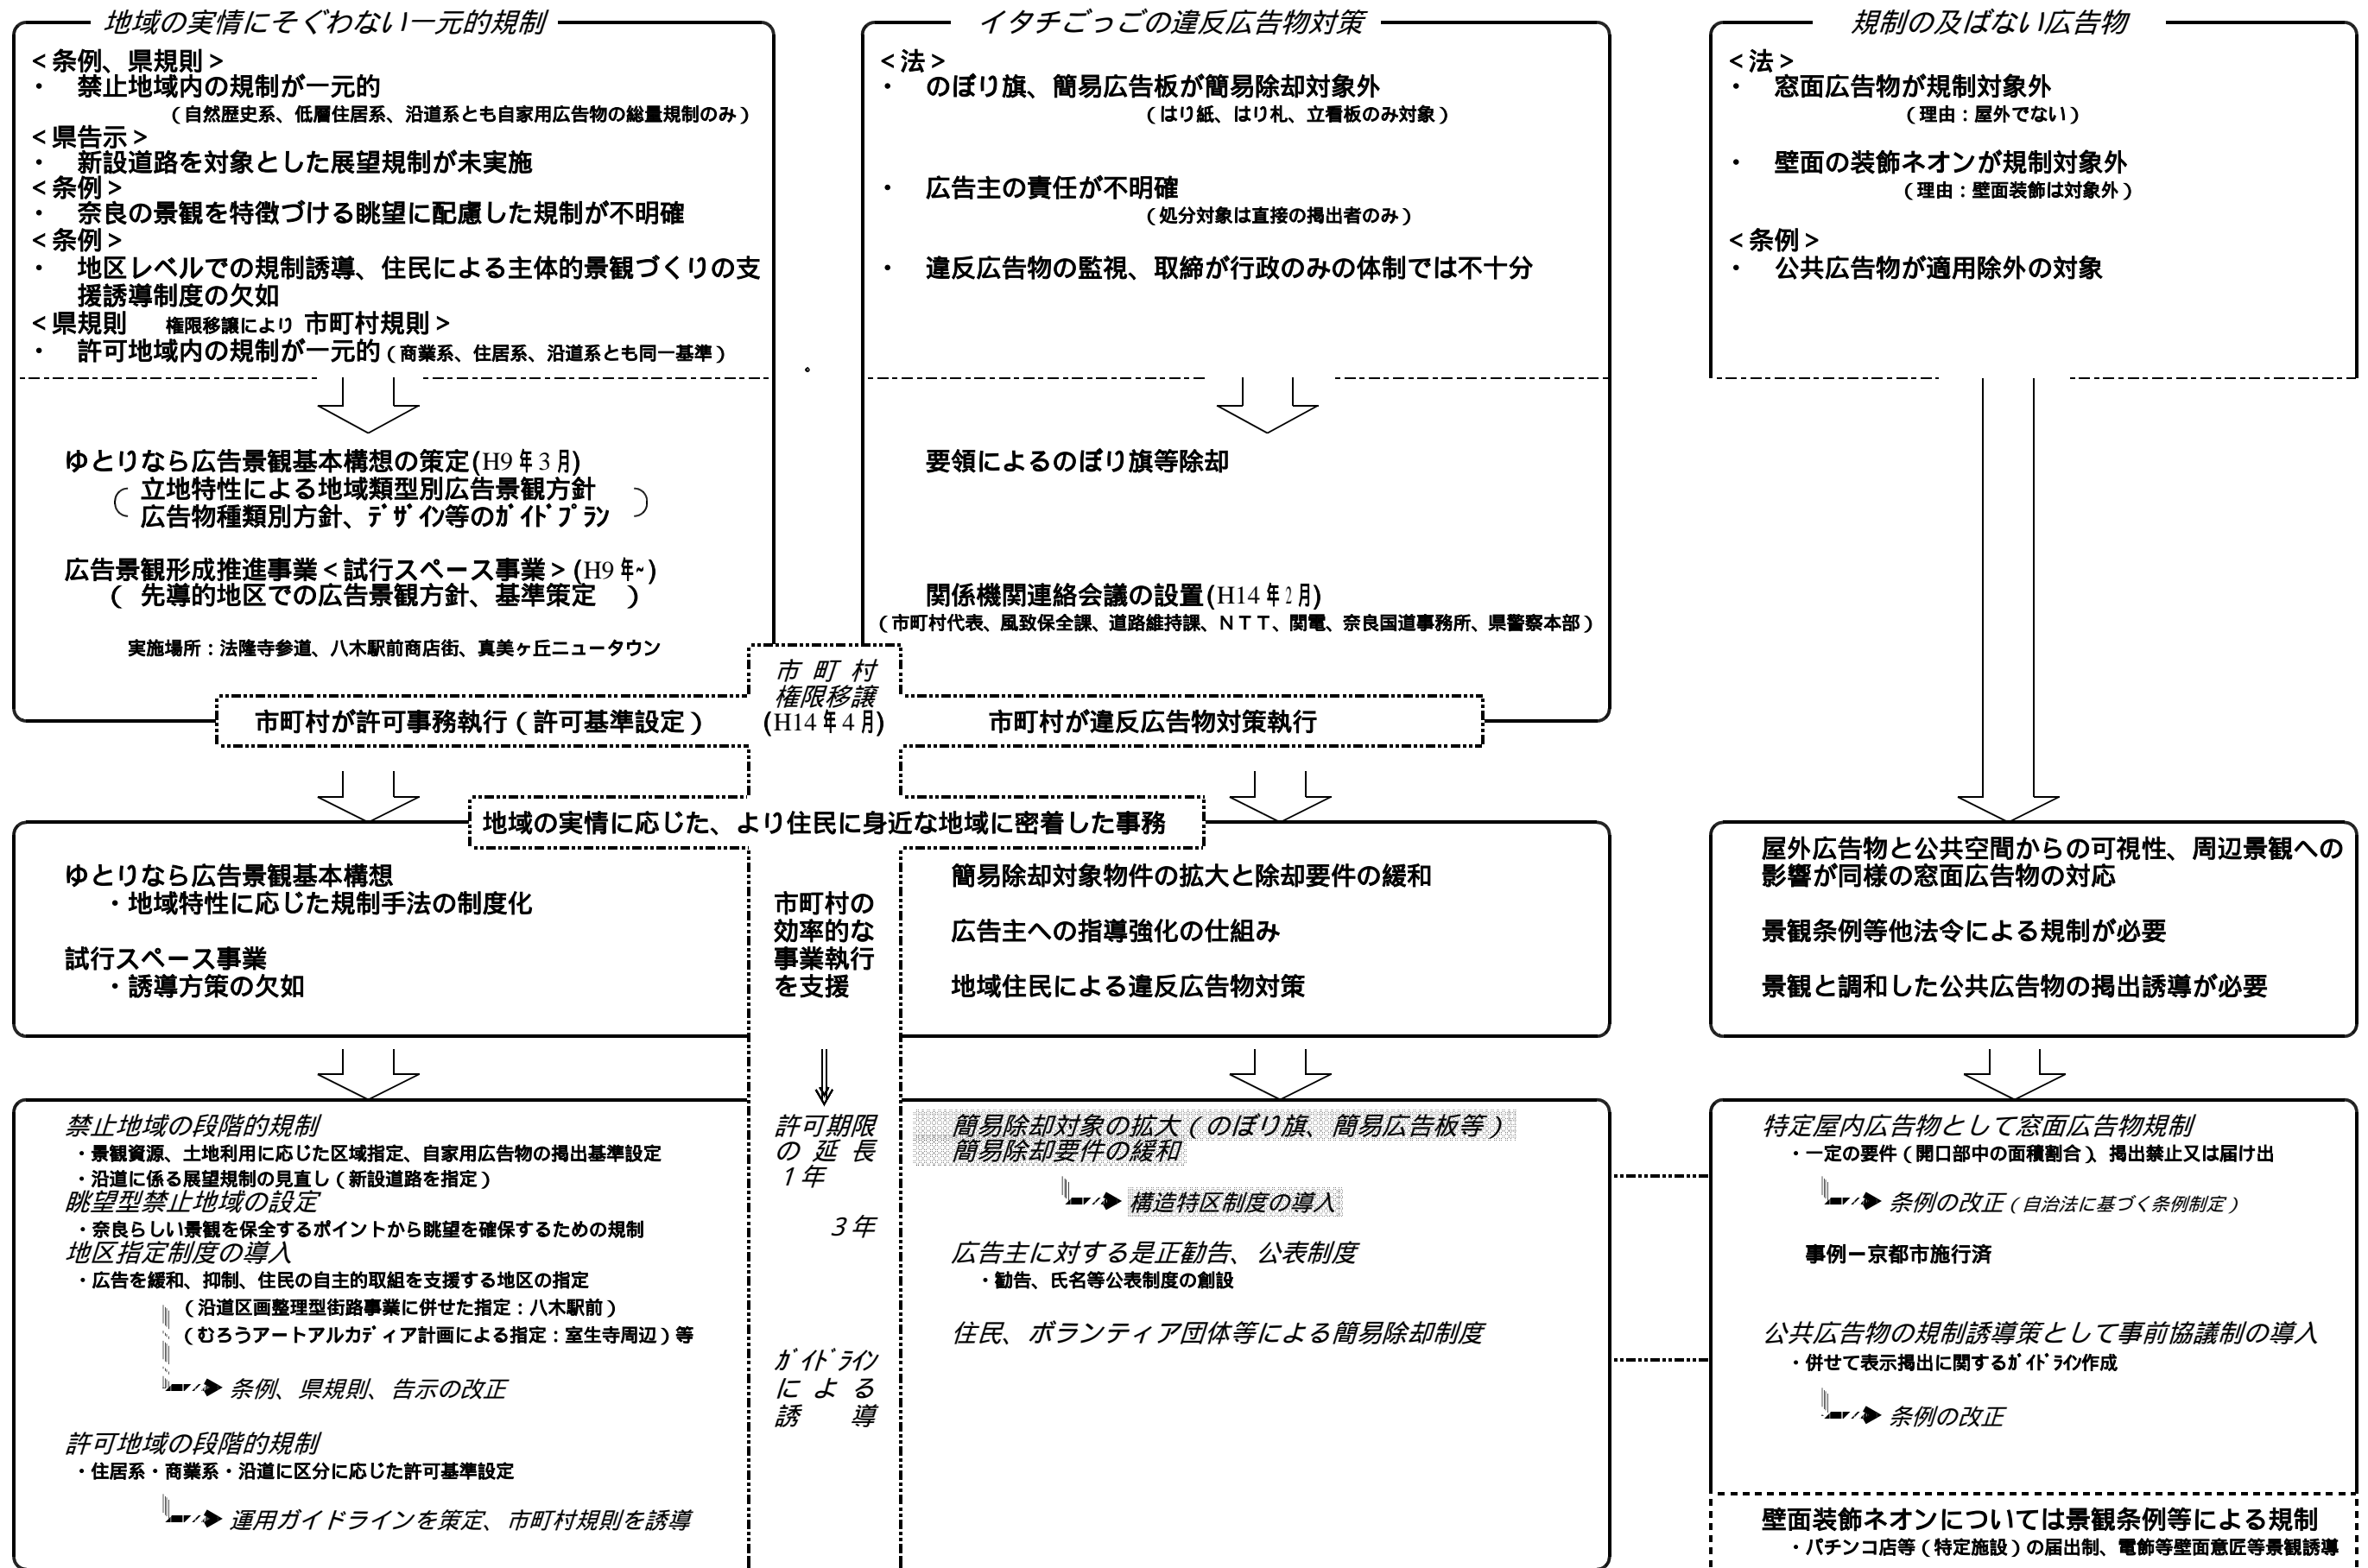 地域の実情にそぐわない一元的規制
＜条例、県規則＞
・　禁止地域内の規制が一元的
（自然歴史系、低層住居系、沿道系とも自家用広告物の総量規制のみ）
＜県告示＞
・　新設道路を対象とした展望規制が未実施
＜条例＞
・　奈良の景観を特徴づける眺望に配慮した規制が不明確
＜条例＞
・　地区レベルでの規制誘導、住民による主体的景観づくりの支
援誘導制度の欠如
＜県規則　権限移譲により 市町村規則＞
・　許可地域内の規制が一元的（商業系、住居系、沿道系とも同一基準）
ゆとりなら広告景観基本構想の策定(H9年3月)
立地特性による地域類型別広告景観方針
広告物種類別方針、ﾃﾞｻﾞｲﾝ等のｶﾞｲﾄﾞﾌﾟﾗﾝ
広告景観形成推進事業＜試行スペース事業＞(H9年~)
（ 先導的地区での広告景観方針、基準策定　）
実施場所：法隆寺参道、八木駅前商店街、真美ヶ丘ニュータウン
イタチごっごの違反広告物対策
＜法＞
・　のぼり旗、簡易広告板が簡易除却対象外
（はり紙、はり札、立看板のみ対象）
・　広告主の責任が不明確
（処分対象は直接の掲出者のみ）
・　違反広告物の監視、取締が行政のみの体制では不十分
要領によるのぼり旗等除却
関係機関連絡会議の設置(H14年2月)
（市町村代表、風致保全課、道路維持課、ＮＴＴ、関電、奈良国道事務所、県警察本部）
規制の及ばない広告物
＜法＞
・　窓面広告物が規制対象外
（理由：屋外でない）
・　壁面の装飾ネオンが規制対象外
（理由：壁面装飾は対象外）
＜条例＞
・　公共広告物が適用除外の対象
市 町 村
権限移譲
(H14年4月)
市町村が許可事務執行（許可基準設定）
市町村が違反広告物対策執行
地域の実情に応じた、より住民に身近な地域に密着した事務
ゆとりなら広告景観基本構想
・地域特性に応じた規制手法の制度化
試行スペース事業
・誘導方策の欠如
市町村の
効率的な
事業執行
を支援
簡易除却対象物件の拡大と除却要件の緩和
広告主への指導強化の仕組み
地域住民による違反広告物対策
屋外広告物と公共空間からの可視性、周辺景観への
影響が同様の窓面広告物の対応
景観条例等他法令による規制が必要
景観と調和した公共広告物の掲出誘導が必要
禁止地域の段階的規制
・景観資源、土地利用に応じた区域指定、自家用広告物の掲出基準設定
・沿道に係る展望規制の見直し（新設道路を指定）
眺望型禁止地域の設定
・奈良らしい景観を保全するポイントから眺望を確保するための規制
地区指定制度の導入
・広告を緩和、抑制、住民の自主的取組を支援する地区の指定
（沿道区画整理型街路事業に併せた指定：八木駅前）
（むろうアートアルカディア計画による指定：室生寺周辺）等
条例、県規則、告示の改正
許可地域の段階的規制
・住居系・商業系・沿道に区分に応じた許可基準設定
運用ガイドラインを策定、市町村規則を誘導
許可期限
の 延 長
１年
３年
ｶﾞｲﾄﾞﾗｲﾝ
に よ る
誘　　導
簡易除却対象の拡大（のぼり旗、簡易広告板等）
簡易除却要件の緩和
構造特区制度の導入
広告主に対する是正勧告、公表制度
・勧告、氏名等公表制度の創設
住民、ボランティア団体等による簡易除却制度
特定屋内広告物として窓面広告物規制
・一定の要件（開口部中の面積割合）、掲出禁止又は届け出
条例の改正（自治法に基づく条例制定）
事例ー京都市施行済
公共広告物の規制誘導策として事前協議制の導入
・併せて表示掲出に関するｶﾞｲﾄﾞﾗｲﾝ作成
条例の改正
壁面装飾ネオンについては景観条例等による規制
・パチンコ店等（特定施設）の届出制、電飾等壁面意匠等景観誘導